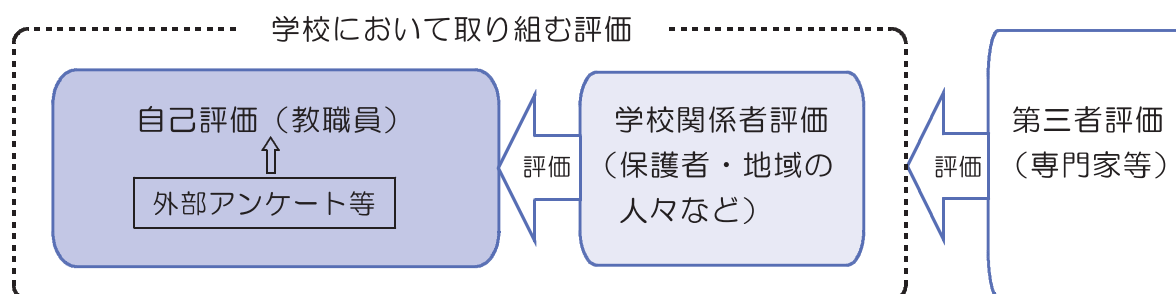 学校において取り組む評価
自己評価（教職員）
外部アンケート等
評価
学校関係者評価
（保護者・地域の
人々など）
評価
第三者評価
（専門家等）